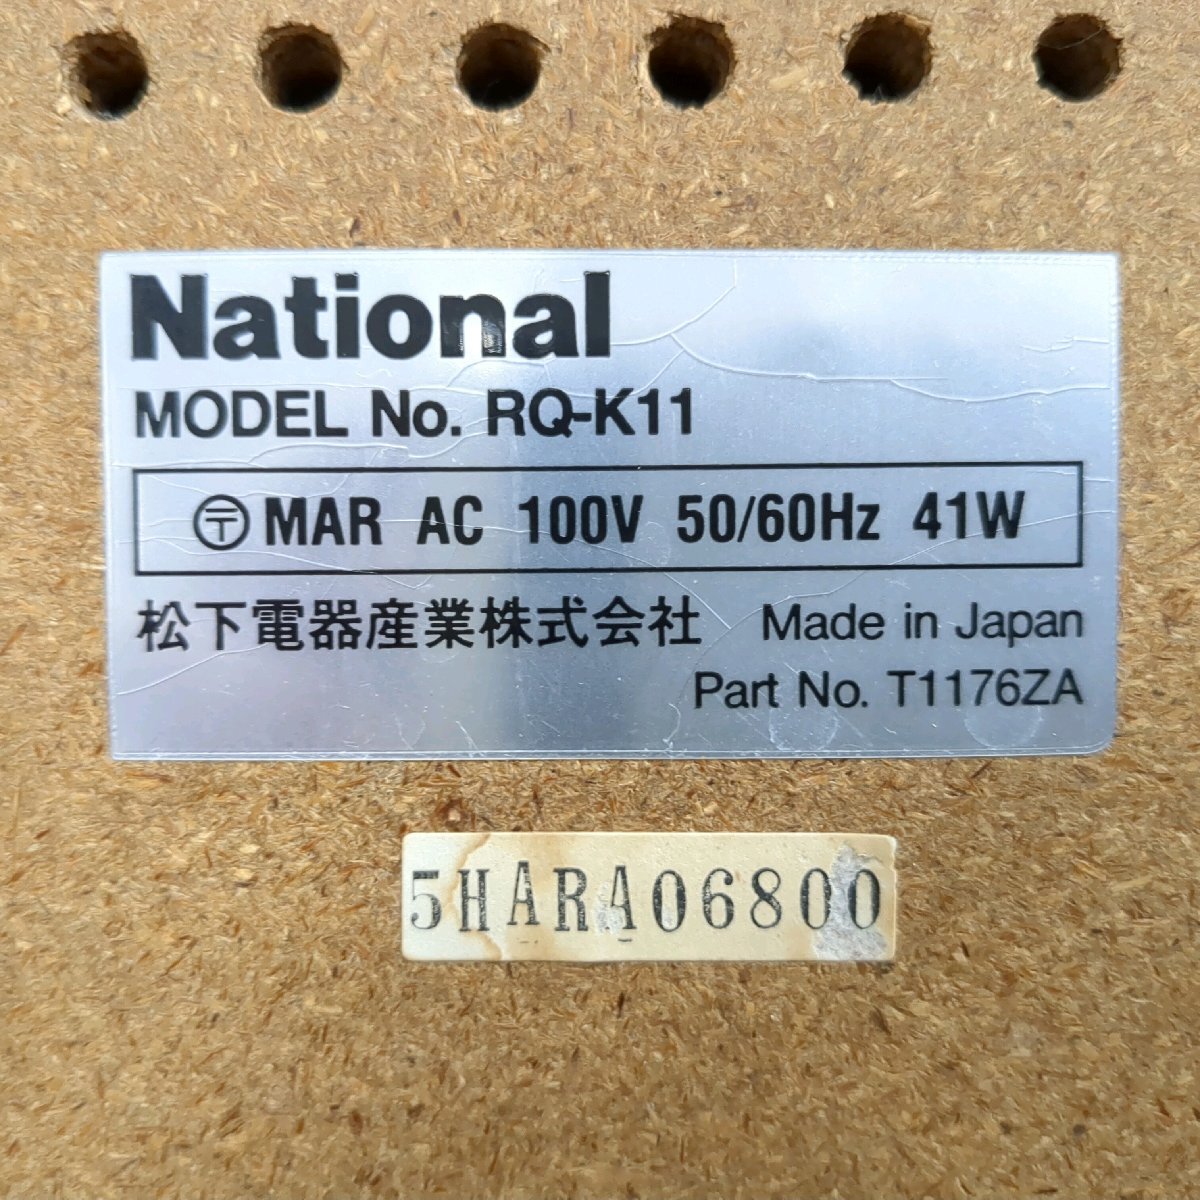 National
MODEL No. RQ-K11
〶 MAR AC 100V 50/60Hz 41W
松下電器産業株式会社 Made in Japan
Part No. T1176ZA
5HARA06800